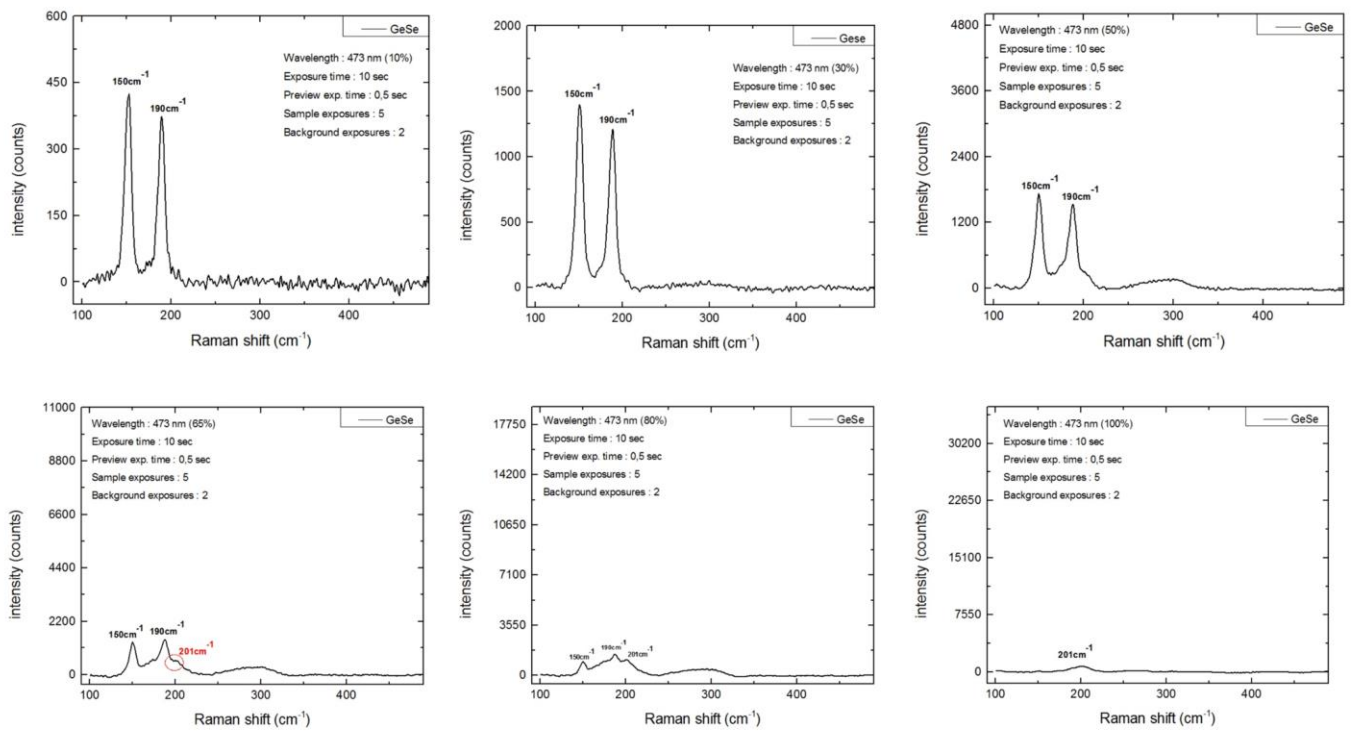 600
450
300
150
0
intensity (counts)
GeSe
Wavelength : 473 nm (10%)
Exposure time : 10 sec
Preview exp. time : 0,5 sec
Sample exposures : 5
Background exposures : 2
150cm⁻¹
190cm⁻¹
100 200 300 400
Raman shift (cm⁻¹)
2000
1500
1000
500
0
intensity (counts)
Gese
Wavelength : 473 nm (30%)
Exposure time : 10 sec
Preview exp. time : 0,5 sec
Sample exposures : 5
Background exposures : 2
150cm⁻¹
190cm⁻¹
100 200 300 400
Raman shift (cm⁻¹)
4800
3600
2400
1200
0
intensity (counts)
GeSe
Wavelength : 473 nm (50%)
Exposure time : 10 sec
Preview exp. time : 0,5 sec
Sample exposures : 5
Background exposures : 2
150cm⁻¹
190cm⁻¹
100 200 300 400
Raman shift (cm⁻¹)
11000
8800
6600
4400
2200
0
intensity (counts)
GeSe
Wavelength : 473 nm (65%)
Exposure time : 10 sec
Preview exp. time : 0,5 sec
Sample exposures : 5
Background exposures : 2
150cm⁻¹
190cm⁻¹
201cm⁻¹
100 200 300 400
Raman shift (cm⁻¹)
17750
14200
10650
7100
3550
0
intensity (counts)
GeSe
Wavelength : 473 nm (80%)
Exposure time : 10 sec
Preview exp. time : 0,5 sec
Sample exposures : 5
Background exposures : 2
150cm⁻¹
190cm⁻¹
201cm⁻¹
100 200 300 400
Raman shift (cm⁻¹)
30200
22650
15100
7550
0
intensity (counts)
GeSe
Wavelength : 473 nm (100%)
Exposure time : 10 sec
Preview exp. time : 0,5 sec
Sample exposures : 5
Background exposures : 2
201cm⁻¹
100 200 300 400
Raman shift (cm⁻¹)